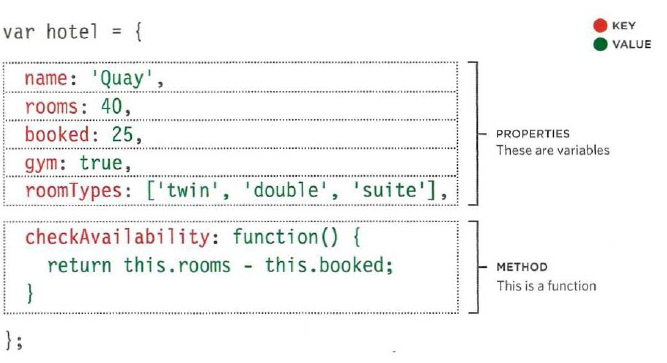 var hotel = {
KEY
VALUE
name: 'Quay',
rooms: 40,
booked: 25,
gym: true,
roomTypes: ['twin', 'double', 'suite'],
PROPERTIES
These are variables
checkAvailability: function() {
return this.rooms - this.booked;
}
METHOD
This is a function
};